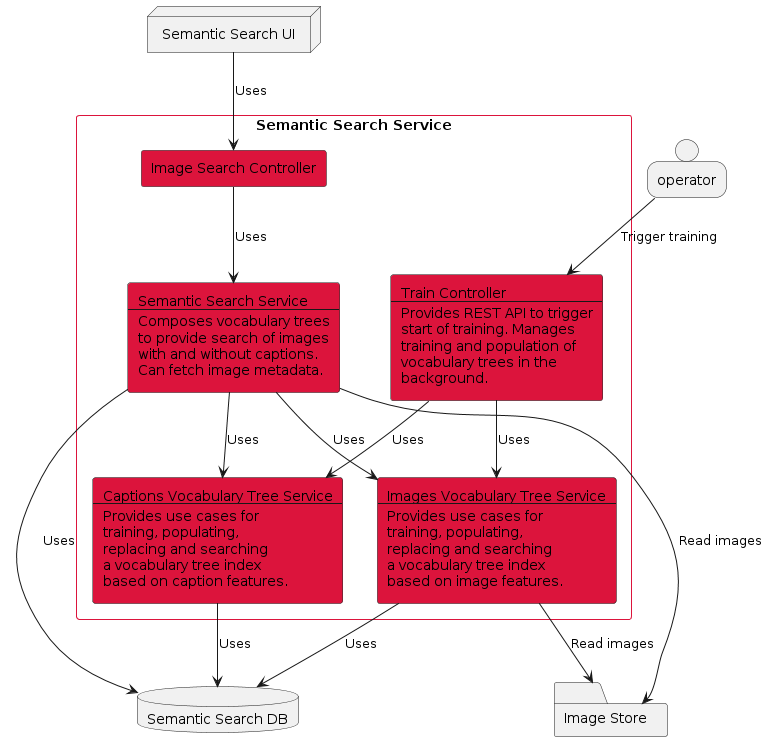 Semantic Search UI
Uses
Semantic Search Service
Image Search Controller
operator
Uses
Trigger training
Semantic Search Service
Composes vocabulary trees
to provide search of images
with and without captions.
Can fetch image metadata.
Train Controller
Provides REST API to trigger
start of training. Manages
training and population of
vocabulary trees in the
background.
Uses
Uses
Uses
Uses
Captions Vocabulary Tree Service
Provides use cases for
training, populating,
replacing and searching
a vocabulary tree index
based on caption features.
Images Vocabulary Tree Service
Provides use cases for
training, populating,
replacing and searching
a vocabulary tree index
based on image features.
Uses
Read images
Uses
Uses
Read images
Semantic Search DB
Image Store